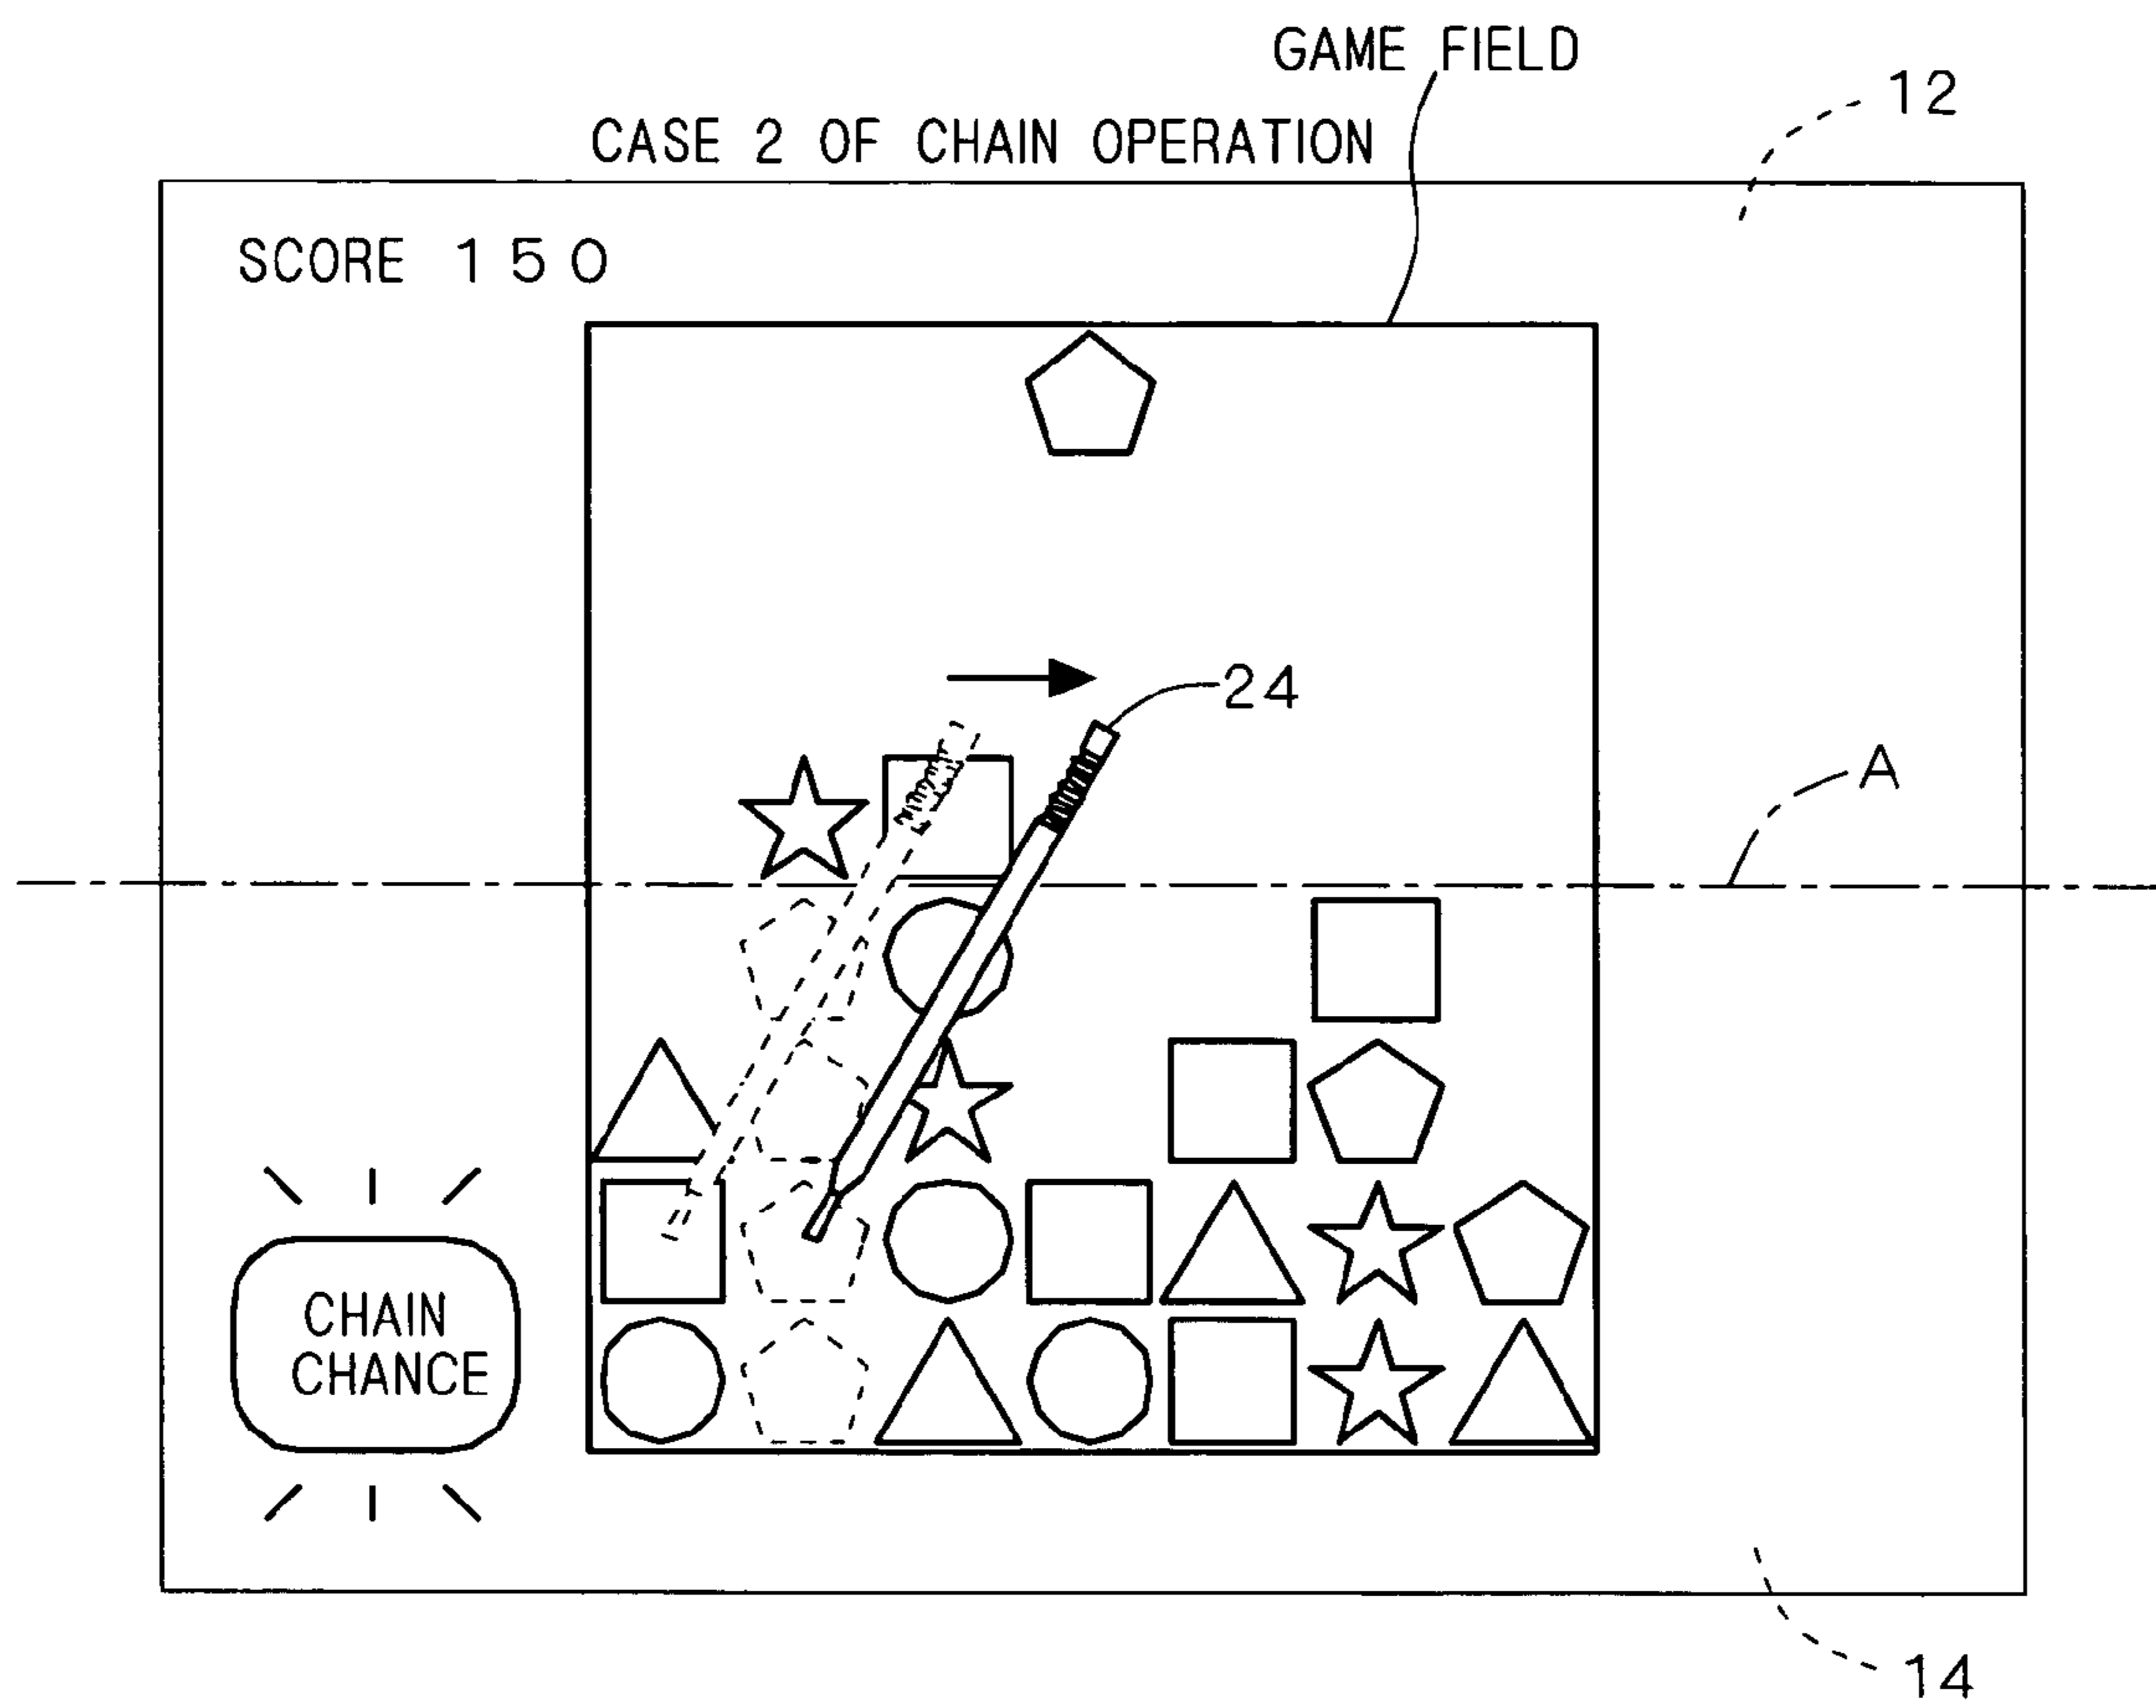 GAME FIELD
12
CASE 2 OF CHAIN OPERATION
SCORE 150
24
A
CHAIN
CHANCE
14